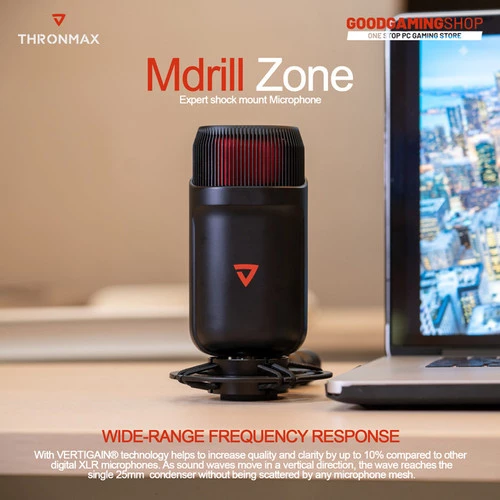 THRONMAX
GOODGAMINGSHOP
ONE STOP PC GAMING STORE
Mdrill Zone
Expert shock mount Microphone
WIDE-RANGE FREQUENCY RESPONSE
With VERTIGAIN® technology helps to increase quality and clarity by up to 10% compared to other
digital XLR microphones. As sound waves move in a vertical direction, the wave reaches the
single 25mm condenser without being scattered by any microphone mesh.